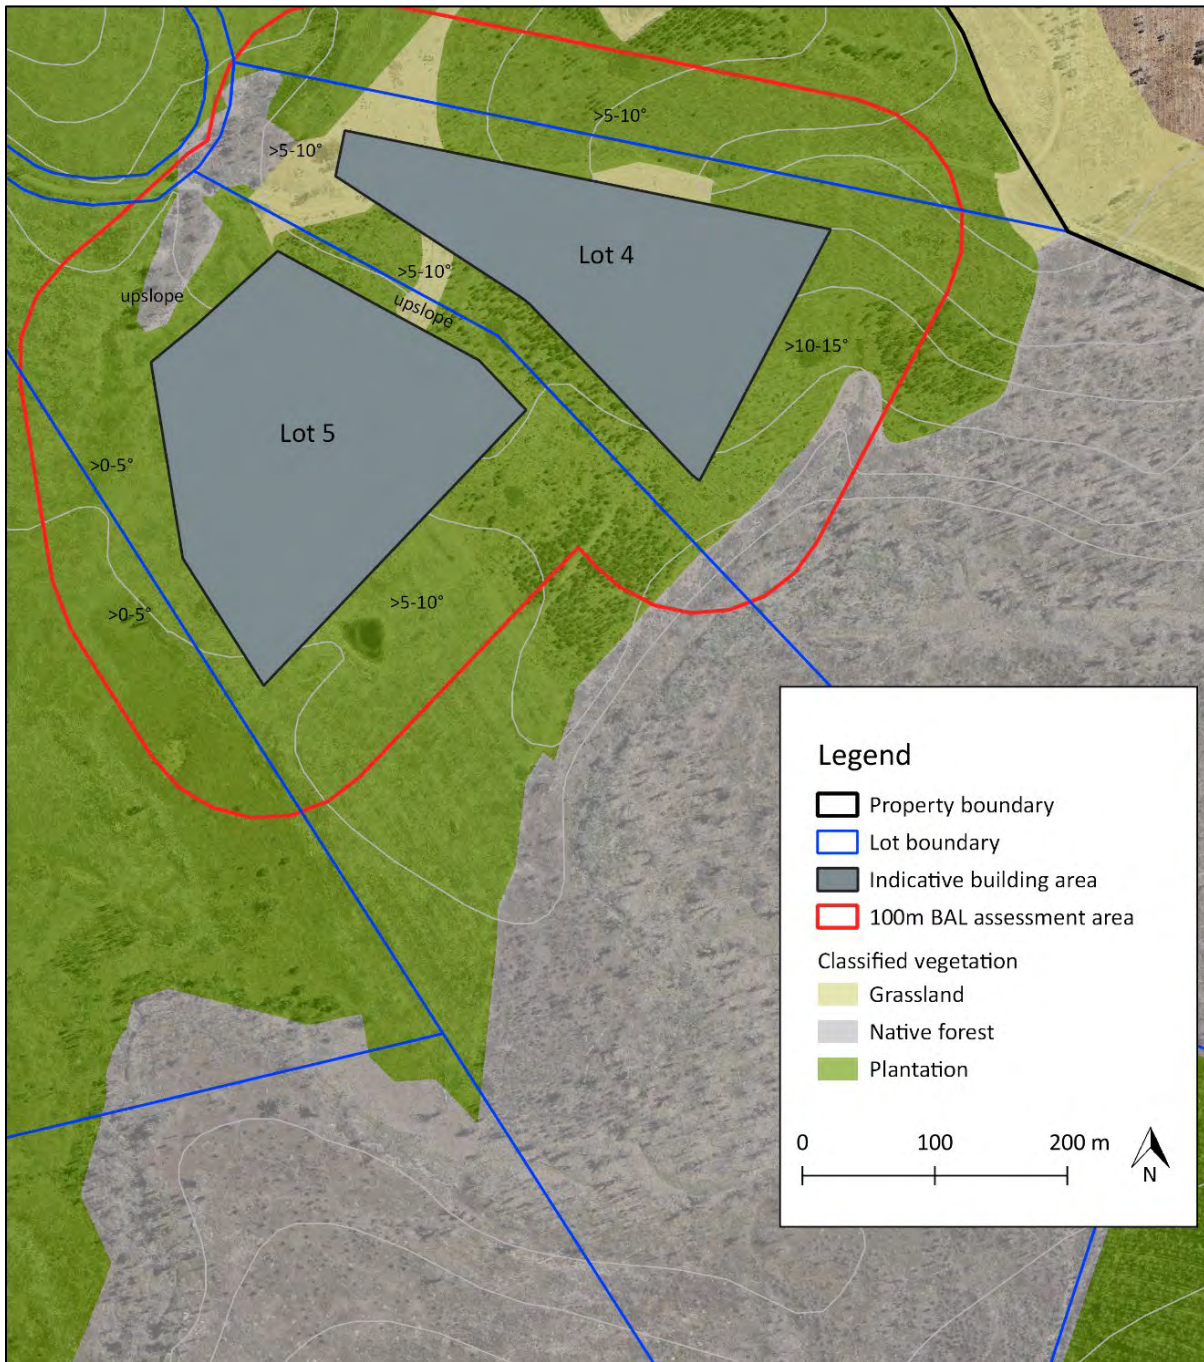 >5-10°
>5-10°
Lot 4
>5-10°
upslope
upslope
>10-15°
Lot 5
>0-5°
>0-5°
>5-10°
Legend
Property boundary
Lot boundary
Indicative building area
100m BAL assessment area
Classified vegetation
Grassland
Native forest
Plantation
0 100 200 m
N